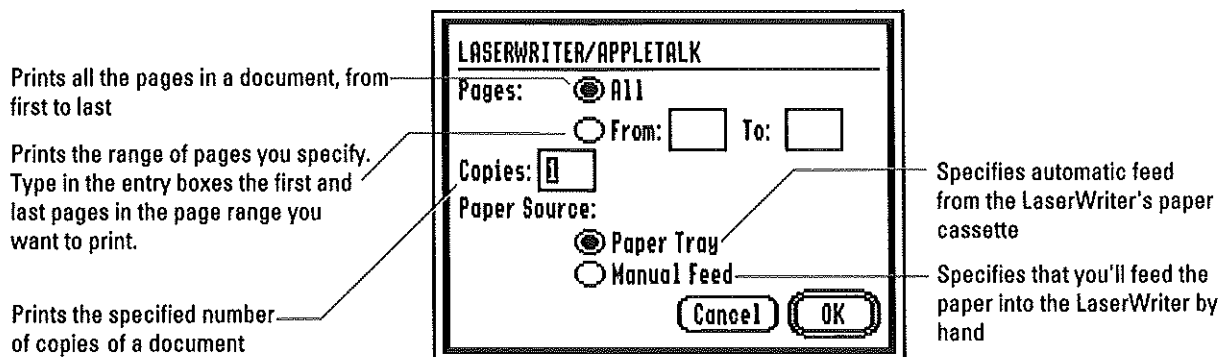 Prints all the pages in a document, from
first to last
Prints the range of pages you specify.
Type in the entry boxes the first and
last pages in the page range you
want to print.
Prints the specified number
of copies of a document
LASERWRITER/APPLETALK
Pages: All
From: To:
Copies: 1
Paper Source:
Paper Tray
Manual Feed
Cancel OK
Specifies automatic feed
from the LaserWriter's paper
cassette
Specifies that you'll feed the
paper into the LaserWriter by
hand